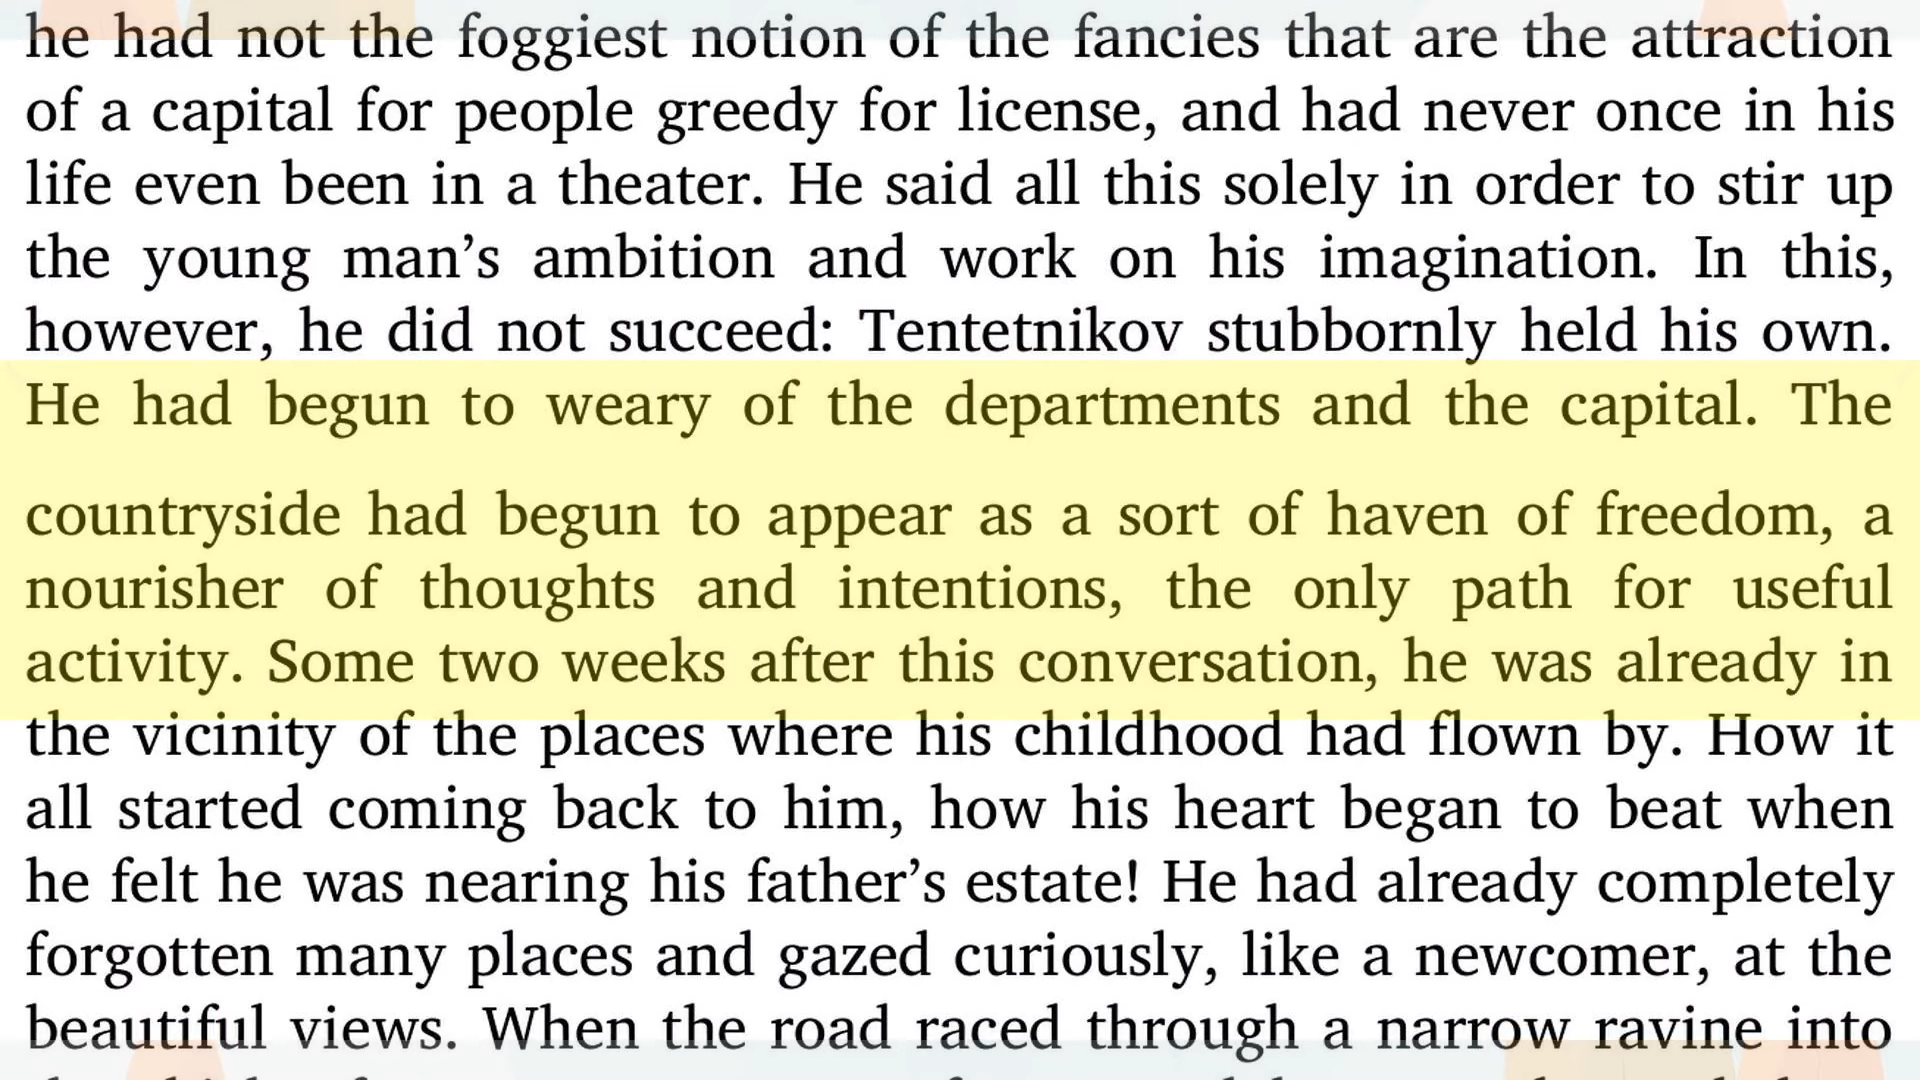 he had not the foggiest notion of the fancies that are the attraction
of a capital for people greedy for license, and had never once in his
life even been in a theater. He said all this solely in order to stir up
the young man’s ambition and work on his imagination. In this,
however, he did not succeed: Tentetnikov stubbornly held his own.
He had begun to weary of the departments and the capital. The
countryside had begun to appear as a sort of haven of freedom, a
nourisher of thoughts and intentions, the only path for useful
activity. Some two weeks after this conversation, he was already in
the vicinity of the places where his childhood had flown by. How it
all started coming back to him, how his heart began to beat when
he felt he was nearing his father’s estate! He had already completely
forgotten many places and gazed curiously, like a newcomer, at the
beautiful views. When the road raced through a narrow ravine into